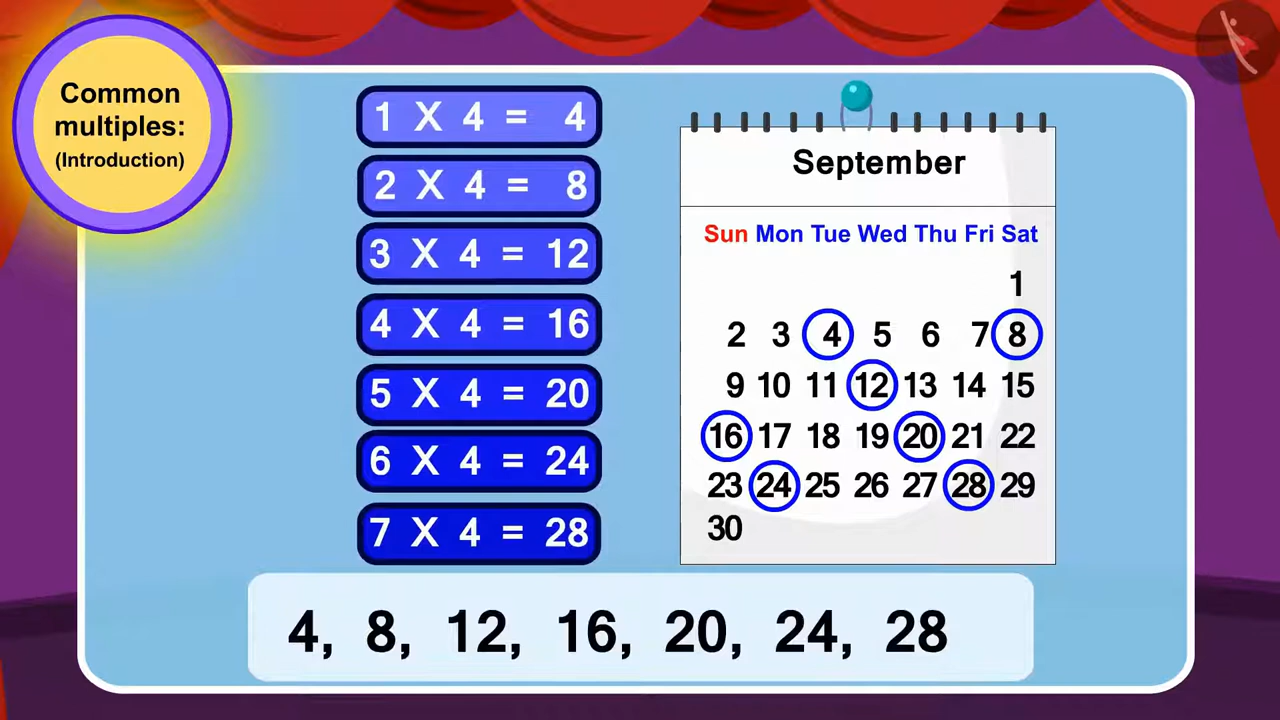 Common
multiples:
(Introduction)
1 X 4 = 4
2 X 4 = 8
3 X 4 = 12
4 X 4 = 16
5 X 4 = 20
6 X 4 = 24
7 X 4 = 28
September
Sun Mon Tue Wed Thu Fri Sat
1
2 3 4 5 6 7 8
9 10 11 12 13 14 15
16 17 18 19 20 21 22
23 24 25 26 27 28 29
30
4, 8, 12, 16, 20, 24, 28